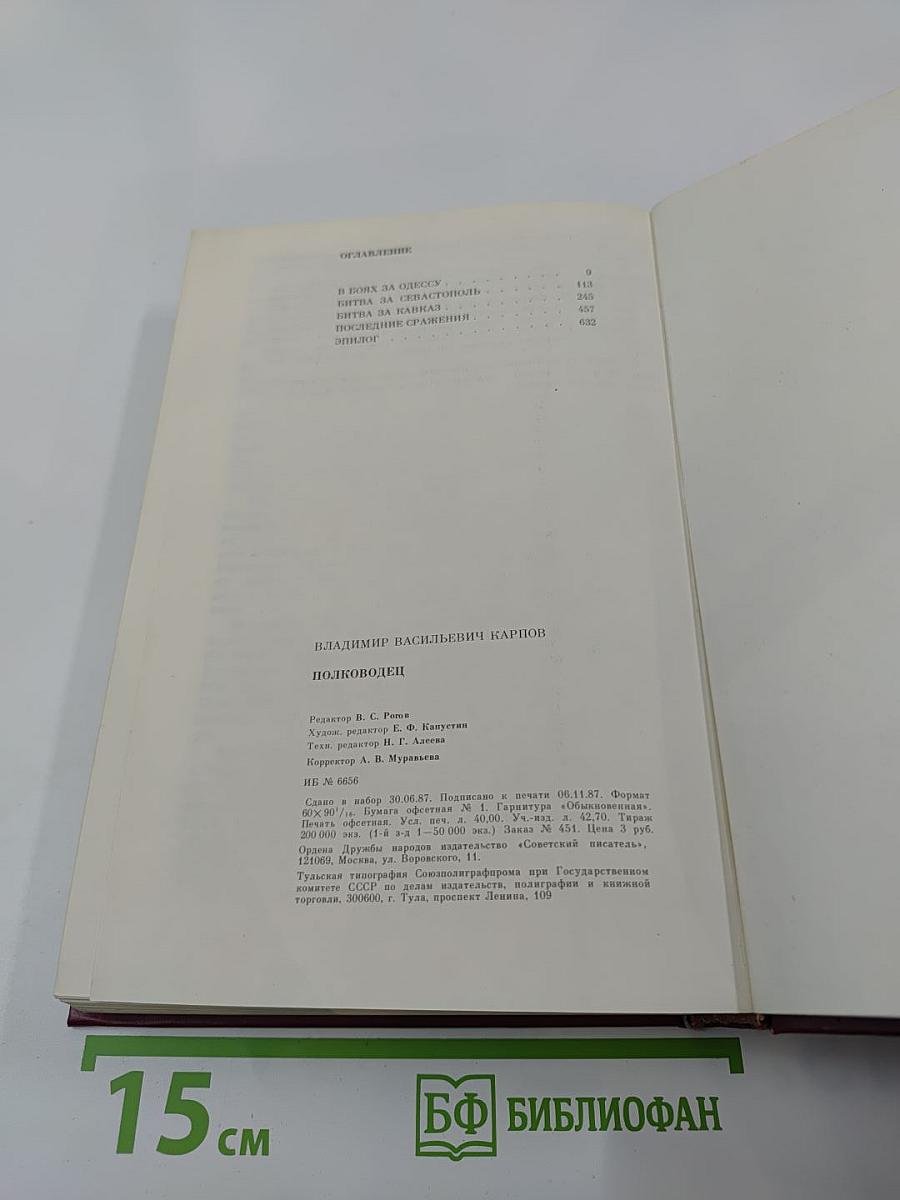 ОГЛАВЛЕНИЕ
В БОЯХ ЗА ОДЕССУ . . . . . . . . . 9
БИТВА ЗА СЕВАСТОПОЛЬ . . . . . . 113
БИТВА ЗА КАВКАЗ . . . . . . . . . 245
ПОСЛЕДНИЕ СРАЖЕНИЯ . . . . . . . 457
ЭПИЛОГ . . . . . . . . . . . . 632
ВЛАДИМИР ВАСИЛЬЕВИЧ КАРПОВ
ПОЛКОВОДЕЦ
Редактор В. С. Рогов
Худож. редактор Е. Ф. Капустин
Техн. редактор Н. Г. Алеева
Корректор А. В. Муравьева
ИБ № 6656
Сдано в набор 30.06.87. Подписано к печати 06.11.87. Формат
60×90¹/₁₆. Бумага офсетная № 1. Гарнитура «Обыкновенная».
Печать офсетная. Усл. печ. л. 40,00. Уч.-изд. л. 42,70. Тираж
200 000 экз. (1-й з-д 1—50 000 экз.) Заказ № 451. Цена 3 руб.
Ордена Дружбы народов издательство «Советский писатель»,
121069, Москва, ул. Воровского, 11.
Тульская типография Союзполиграфпрома при Государственном
комитете СССР по делам издательств, полиграфии и книжной
торговли, 300600, г. Тула, проспект Ленина, 109
15 см
БФ БИБЛИОФАН